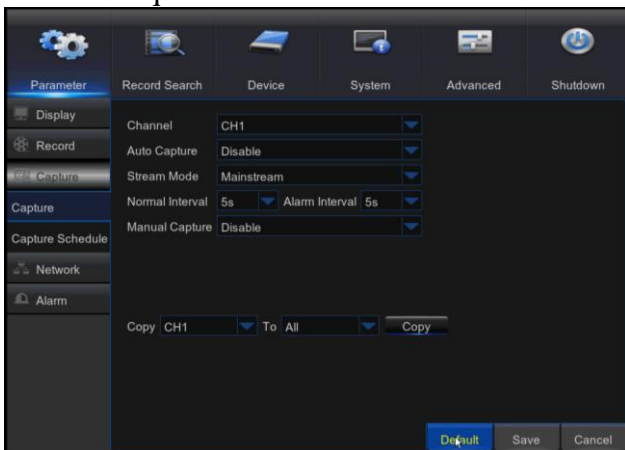 Parameter Record Search Device System Advanced Shutdown
Display
Record
Capture
Capture
Capture Schedule
Network
Alarm
Channel CH1
Auto Capture Disable
Stream Mode Mainstream
Normal Interval 5s Alarm Interval 5s
Manual Capture Disable
Copy CH1 To All Copy
Default Save Cancel